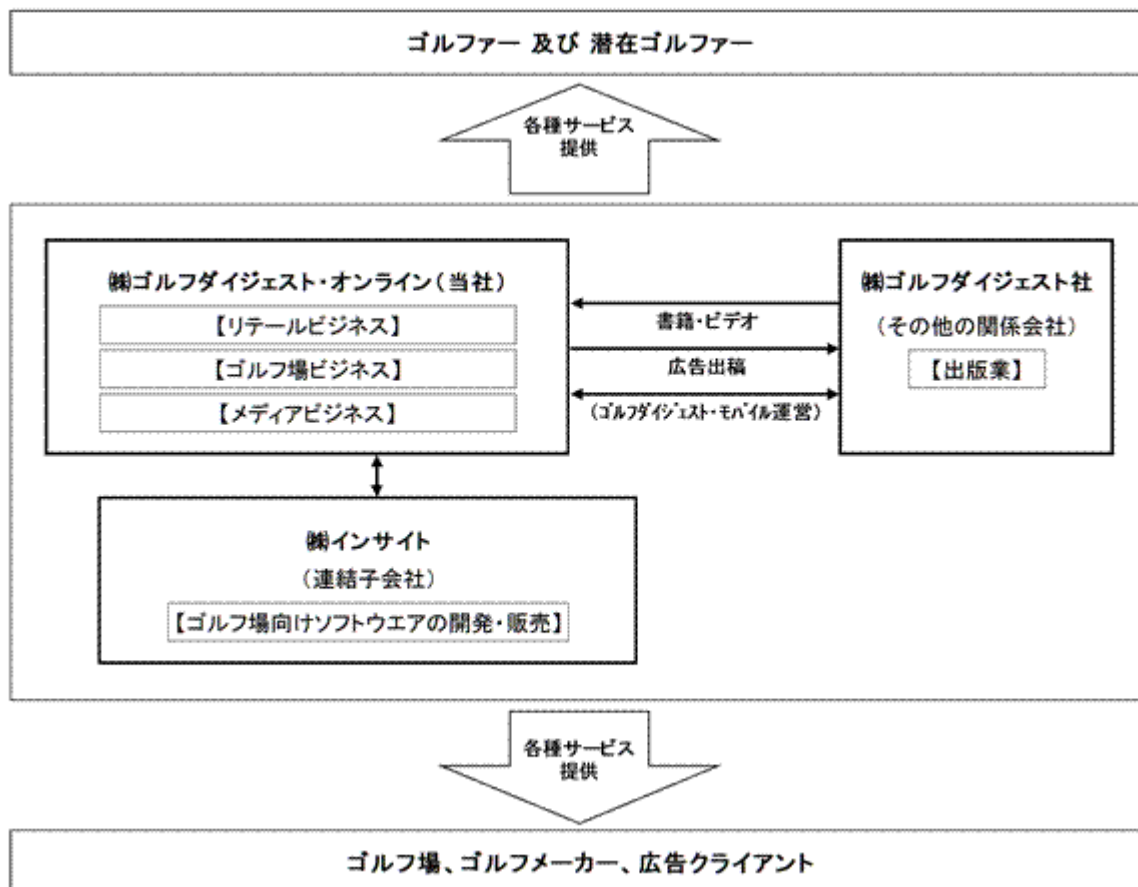 ゴルファー 及び 潜在ゴルファー
各種サービス
提供
㈱ゴルフダイジェスト・オンライン（当社）
【リテールビジネス】
【ゴルフ場ビジネス】
【メディアビジネス】
書籍・ビデオ
広告出稿
（ｺﾞﾙﾌﾀﾞｲｼﾞｪｽﾄ・ﾓﾊﾞｲﾙ運営）
㈱ゴルフダイジェスト社
（その他の関係会社）
【出版業】
㈱インサイト
（連結子会社）
【ゴルフ場向けソフトウエアの開発・販売】
各種サービス
提供
ゴルフ場、ゴルフメーカー、広告クライアント